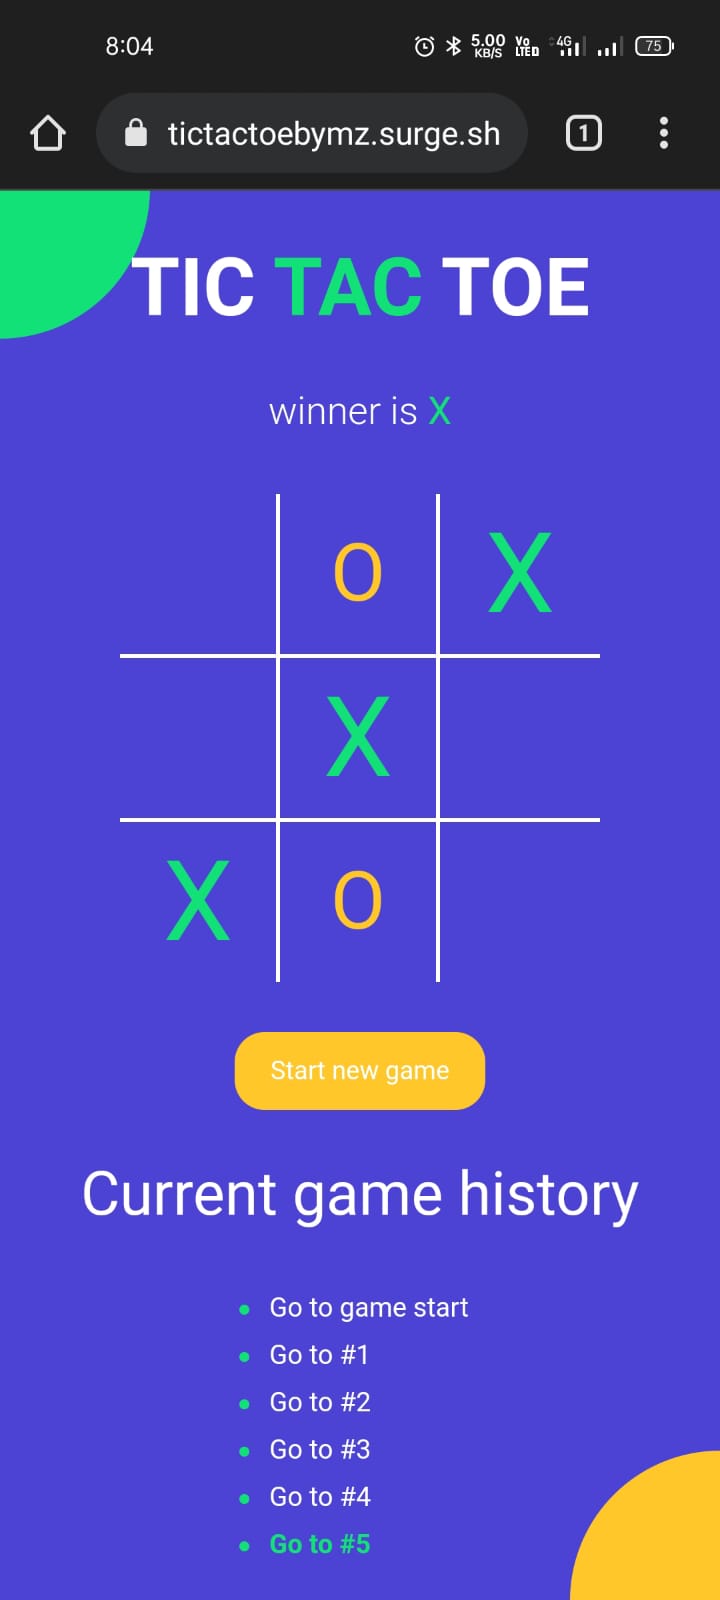 8:04 5.00 KB/S Vo LTED 4G 75
tictactoebymz.surge.sh 1
TIC TAC TOE
winner is X
O X
X
X O
Start new game
Current game history
Go to game start
Go to #1
Go to #2
Go to #3
Go to #4
Go to #5